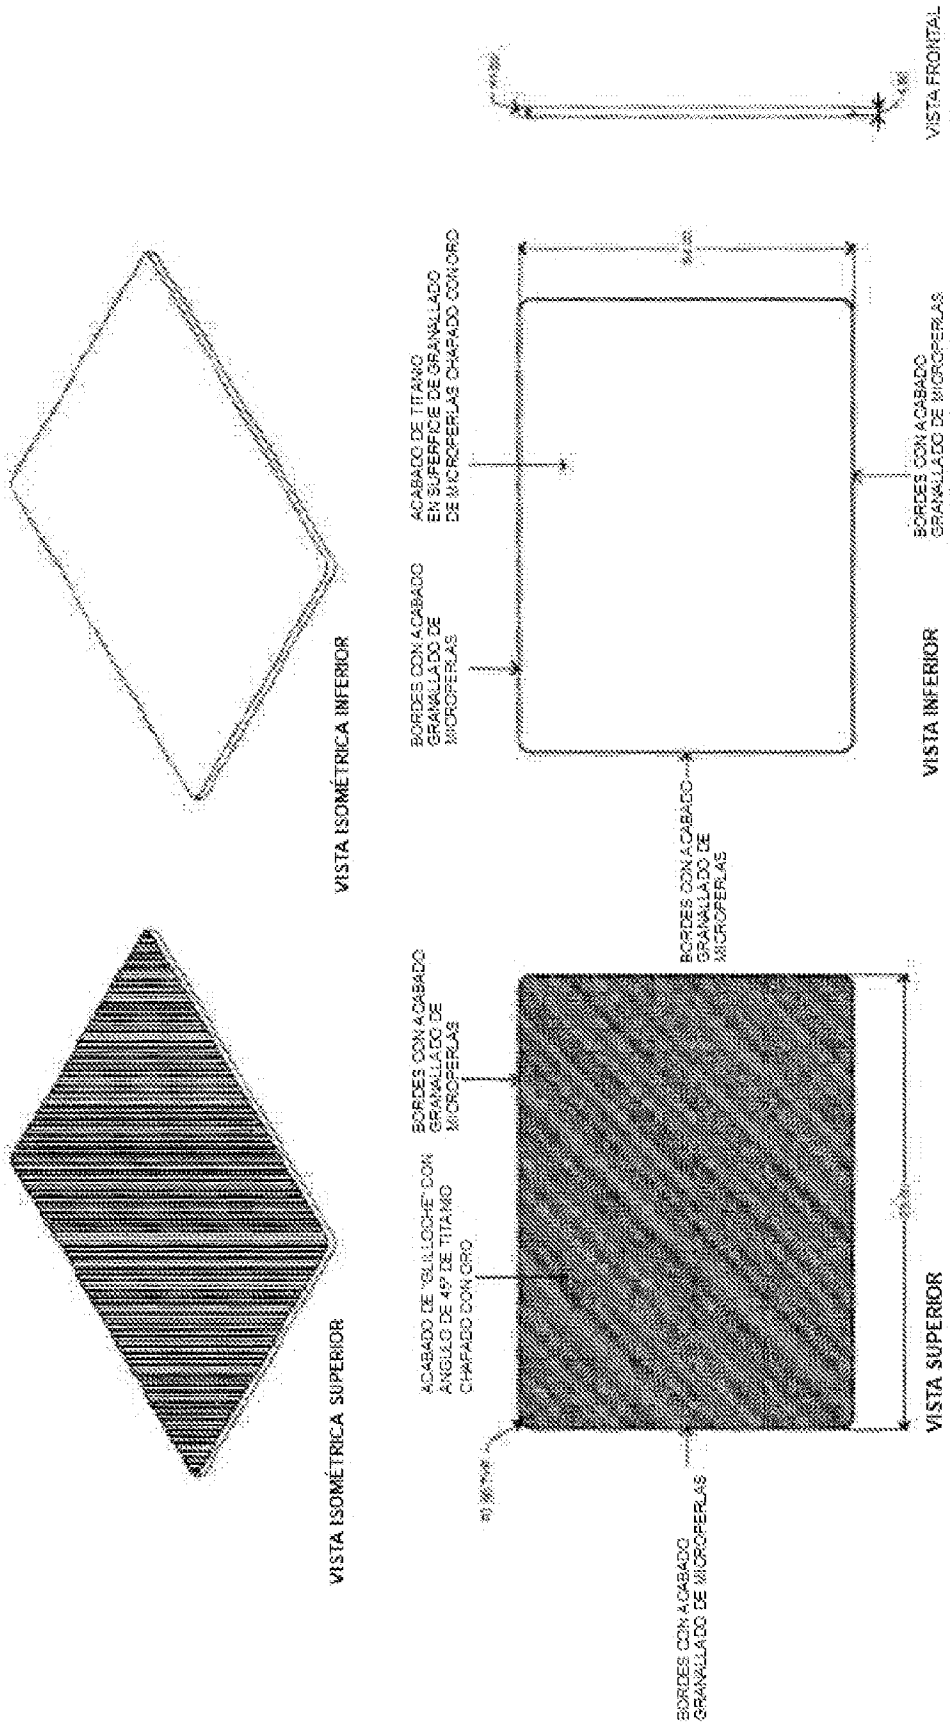 VISTA ISOMÉTRICA SUPERIOR
VISTA ISOMÉTRICA INFERIOR
ACABADO DE "GUILLOCHE" CON
ANGULO DE 45° DE TITANIO
CHAPADO CON ORO
BORDES CON ACABADO
GRANALLADO DE
MICROPERLAS
BORDES CON ACABADO
GRANALLADO DE
MICROPERLAS
ACABADO DE TITANIO
EN SUPERFICIE DE GRANALLADO
DE MICROPERLAS CHAPADO CON ORO
BORDES CON ACABADO
GRANALLADO DE MICROPERLAS
BORDES CON ACABADO
GRANALLADO DE
MICROPERLAS
BORDES CON ACABADO
GRANALLADO DE MICROPERLAS
VISTA SUPERIOR
VISTA INFERIOR
VISTA FRONTAL